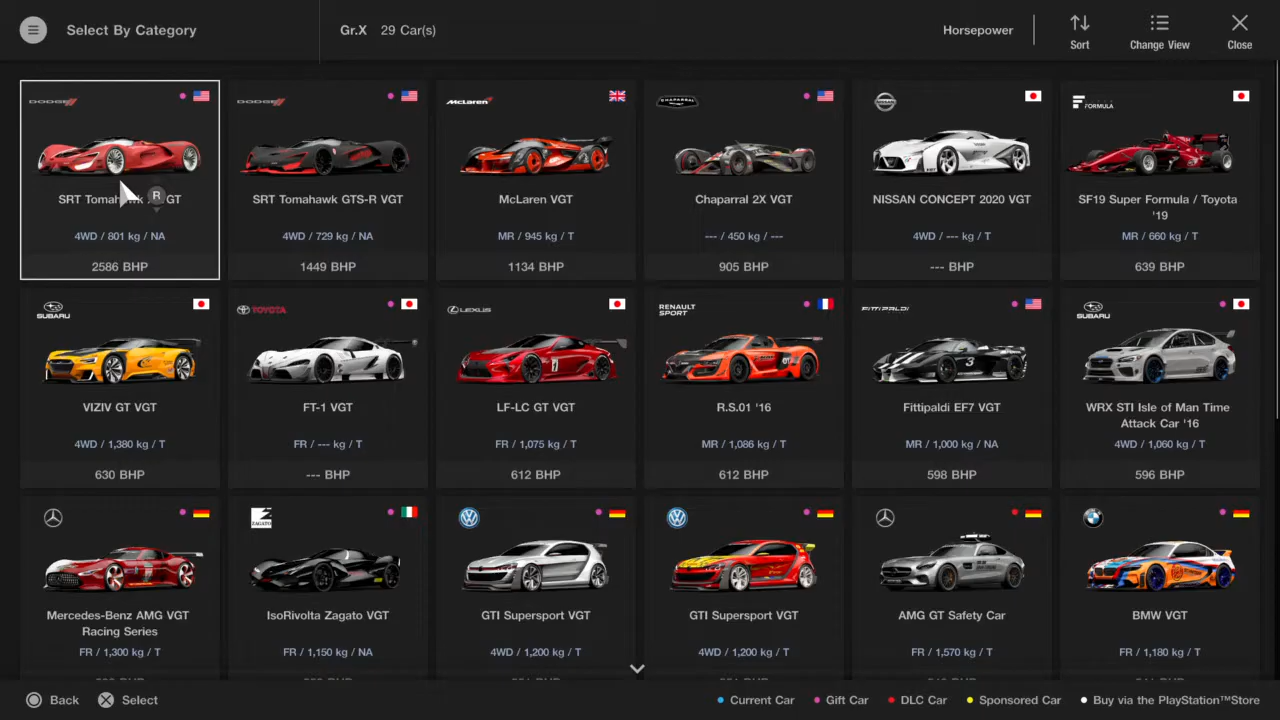 Select By Category
Gr.X 29 Car(s)
Horsepower
Sort
Change View
Close
DODGE
SRT Tomahawk X VGT
4WD / 801 kg / NA
2586 BHP
DODGE
SRT Tomahawk GTS-R VGT
4WD / 729 kg / NA
1449 BHP
McLaren
McLaren VGT
MR / 945 kg / T
1134 BHP
CHAPARRAL
Chaparral 2X VGT
--- / 450 kg / ---
905 BHP
NISSAN CONCEPT 2020 VGT
4WD / --- kg / T
--- BHP
FORMULA
SF19 Super Formula / Toyota
'19
MR / 660 kg / T
639 BHP
R
SUBARU
VIZIV GT VGT
4WD / 1,380 kg / T
630 BHP
TOYOTA
FT-1 VGT
FR / --- kg / T
--- BHP
LEXUS
LF-LC GT VGT
FR / 1,075 kg / T
612 BHP
RENAULT
SPORT
R.S.01 '16
MR / 1,086 kg / T
612 BHP
FITTIPALDI
Fittipaldi EF7 VGT
MR / 1,000 kg / NA
598 BHP
SUBARU
WRX STI Isle of Man Time
Attack Car '16
4WD / 1,060 kg / T
596 BHP
Mercedes-Benz AMG VGT
Racing Series
FR / 1,300 kg / T
ZAGATO
IsoRivolta Zagato VGT
FR / 1,150 kg / NA
GTI Supersport VGT
4WD / 1,200 kg / T
GTI Supersport VGT
4WD / 1,200 kg / T
AMG GT Safety Car
FR / 1,570 kg / T
BMW VGT
FR / 1,180 kg / T
Back
Select
Current Car
Gift Car
DLC Car
Sponsored Car
Buy via the PlayStation™Store